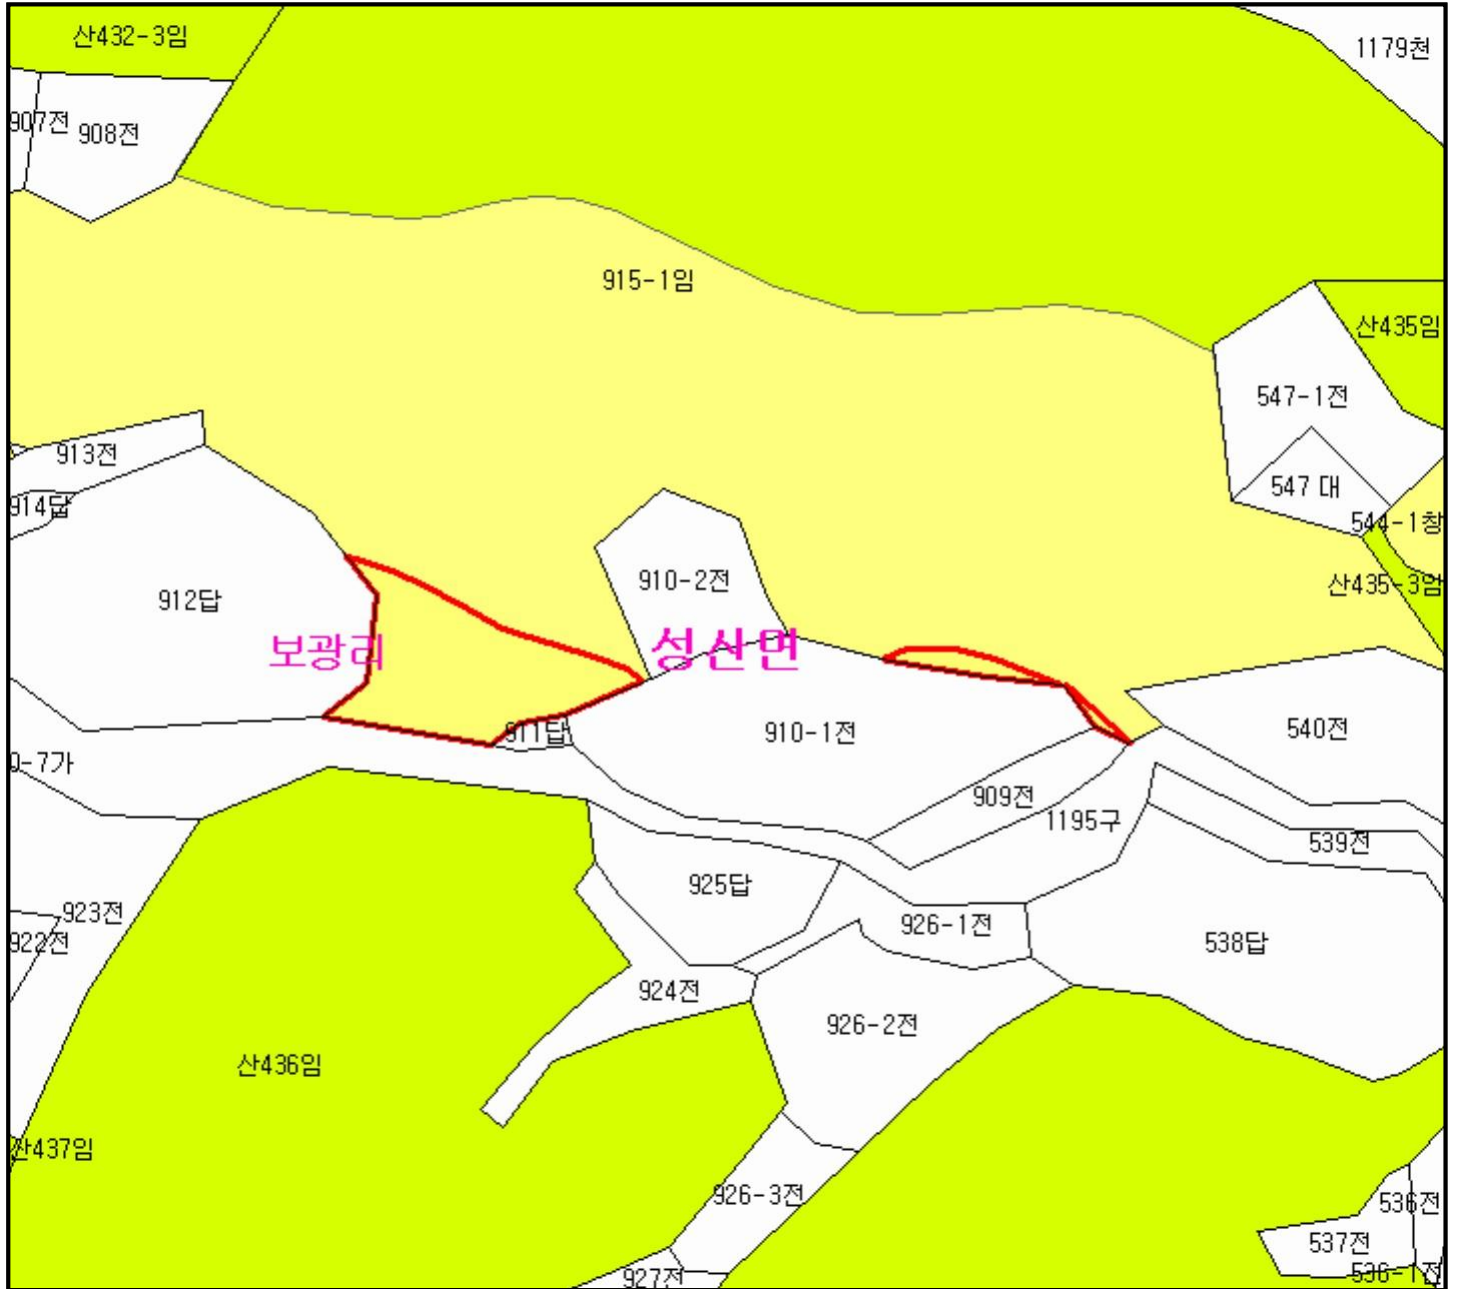 산432-3임
1179천
907전
908전
915-1임
산435임
547-1전
913전
547 대
914답
544-1창
910-2전
산435-3임
912답
보광리
성산면
911답
910-1전
540전
0-7가
909전
1195구
539전
925답
923전
926-1전
922전
538답
924전
926-2전
산436임
산437임
926-3전
536전
537전
927전
536-1전